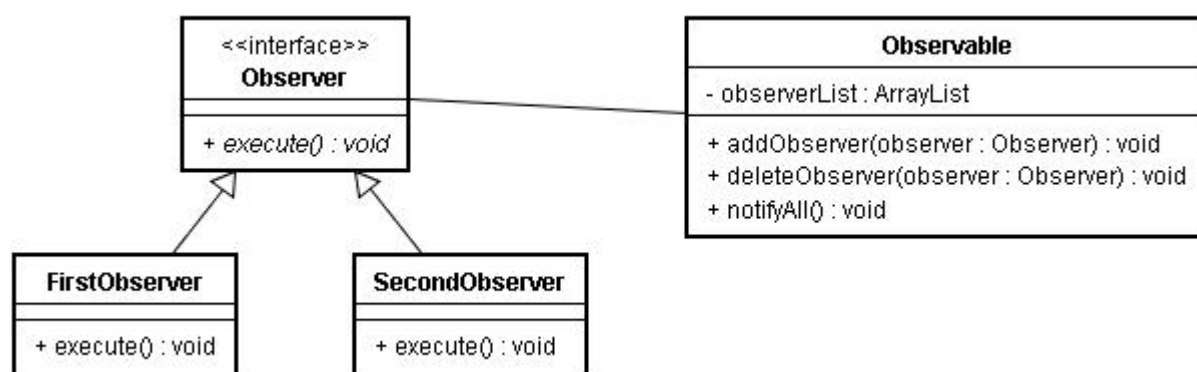 <<interface>>
Observer
+ execute() : void
Observable
- observerList : ArrayList
+ addObserver(observer : Observer) : void
+ deleteObserver(observer : Observer) : void
+ notifyAll() : void
FirstObserver
+ execute() : void
SecondObserver
+ execute() : void